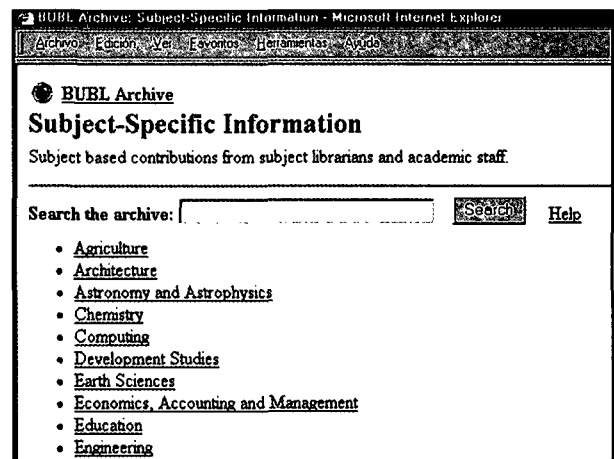 BUBL Archive: Subject-Specific Information - Microsoft Internet Explorer
Archivo Edición Ver Favoritos Herramientas Ayuda
BUBL Archive
Subject-Specific Information
Subject based contributions from subject librarians and academic staff.
Search the archive: Search Help
• Agriculture
• Architecture
• Astronomy and Astrophysics
• Chemistry
• Computing
• Development Studies
• Earth Sciences
• Economics, Accounting and Management
• Education
• Engineering